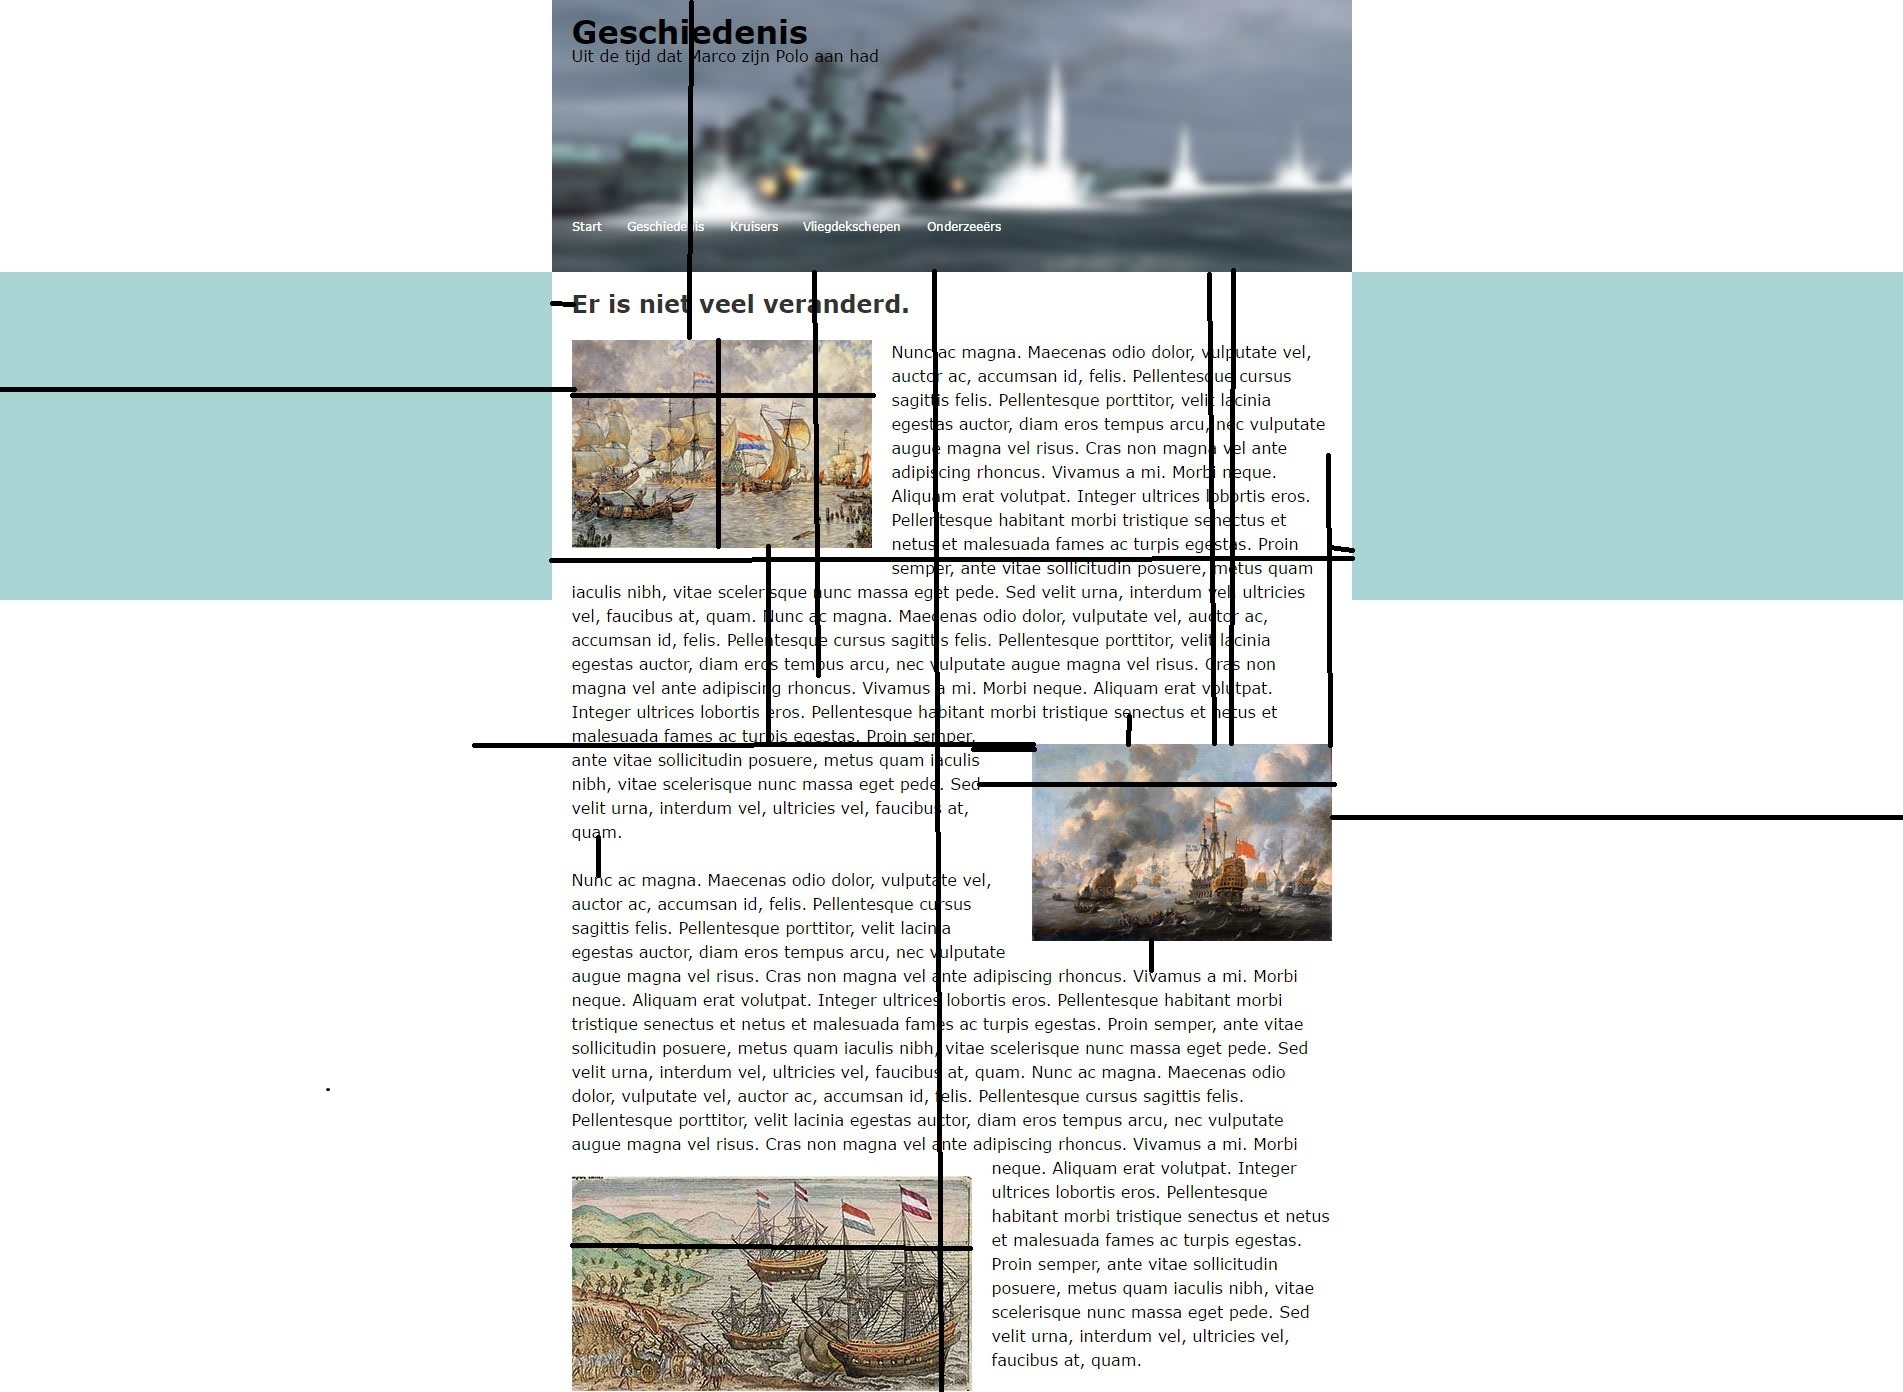 Geschiedenis
Uit de tijd dat Marco zijn Polo aan had
Start Geschiedenis Kruisers Vliegdekschepen Onderzeeërs
Er is niet veel veranderd.
Nunc ac magna. Maecenas odio dolor, vulputate vel,
auctor ac, accumsan id, felis. Pellentesque cursus
sagittis felis. Pellentesque porttitor, velit lacinia
egestas auctor, diam eros tempus arcu, nec vulputate
augue magna vel risus. Cras non magna vel ante
adipiscing rhoncus. Vivamus a mi. Morbi neque.
Aliquam erat volutpat. Integer ultrices lobortis eros.
Pellentesque habitant morbi tristique senectus et
netus et malesuada fames ac turpis egestas. Proin
semper, ante vitae sollicitudin posuere, metus quam
iaculis nibh, vitae scelerisque nunc massa eget pede. Sed velit urna, interdum vel, ultricies
vel, faucibus at, quam. Nunc ac magna. Maecenas odio dolor, vulputate vel, auctor ac,
accumsan id, felis. Pellentesque cursus sagittis felis. Pellentesque porttitor, velit lacinia
egestas auctor, diam eros tempus arcu, nec vulputate augue magna vel risus. Cras non
magna vel ante adipiscing rhoncus. Vivamus a mi. Morbi neque. Aliquam erat volutpat.
Integer ultrices lobortis eros. Pellentesque habitant morbi tristique senectus et netus et
malesuada fames ac turpis egestas. Proin semper,
ante vitae sollicitudin posuere, metus quam iaculis
nibh, vitae scelerisque nunc massa eget pede. Sed
velit urna, interdum vel, ultricies vel, faucibus at,
quam.
Nunc ac magna. Maecenas odio dolor, vulputate vel,
auctor ac, accumsan id, felis. Pellentesque cursus
sagittis felis. Pellentesque porttitor, velit lacinia
egestas auctor, diam eros tempus arcu, nec vulputate
augue magna vel risus. Cras non magna vel ante adipiscing rhoncus. Vivamus a mi. Morbi
neque. Aliquam erat volutpat. Integer ultrices lobortis eros. Pellentesque habitant morbi
tristique senectus et netus et malesuada fames ac turpis egestas. Proin semper, ante vitae
sollicitudin posuere, metus quam iaculis nibh, vitae scelerisque nunc massa eget pede. Sed
velit urna, interdum vel, ultricies vel, faucibus at, quam. Nunc ac magna. Maecenas odio
dolor, vulputate vel, auctor ac, accumsan id, felis. Pellentesque cursus sagittis felis.
Pellentesque porttitor, velit lacinia egestas auctor, diam eros tempus arcu, nec vulputate
augue magna vel risus. Cras non magna vel ante adipiscing rhoncus. Vivamus a mi. Morbi
neque. Aliquam erat volutpat. Integer
ultrices lobortis eros. Pellentesque
habitant morbi tristique senectus et netus
et malesuada fames ac turpis egestas.
Proin semper, ante vitae sollicitudin
posuere, metus quam iaculis nibh, vitae
scelerisque nunc massa eget pede. Sed
velit urna, interdum vel, ultricies vel,
faucibus at, quam.